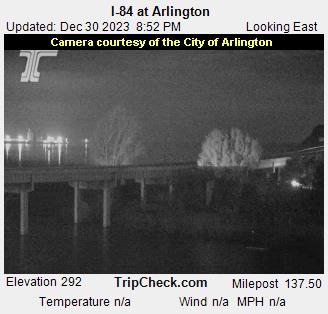 I-84 at Arlington
Updated: Dec 30 2023 8:52 PM Looking East
Camera courtesy of the City of Arlington
Elevation 292 TripCheck.com Milepost 137.50
Temperature n/a Wind n/a MPH n/a